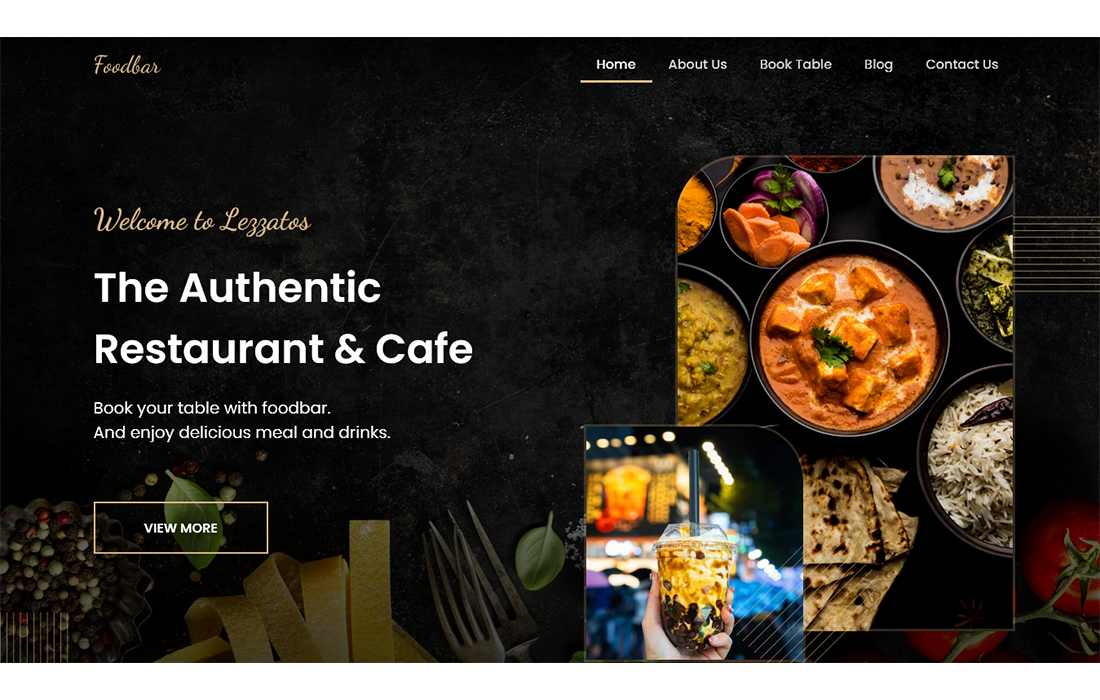 Foodbar
Home About Us Book Table Blog Contact Us
Welcome to Lezzatos
The Authentic
Restaurant & Cafe
Book your table with foodbar.
And enjoy delicious meal and drinks.
VIEW MORE